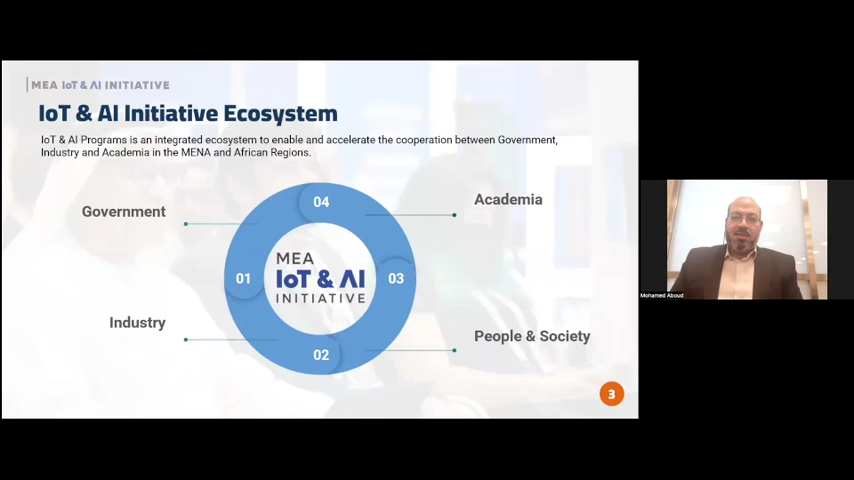 MEA IoT & AI INITIATIVE
IoT & AI Initiative Ecosystem
IoT & AI Programs is an integrated ecosystem to enable and accelerate the cooperation between Government,
Industry and Academia in the MENA and African Regions.
Government
Academia
04
01
03
02
MEA
IoT & AI
INITIATIVE
Industry
People & Society
3
Mohamed Aboud